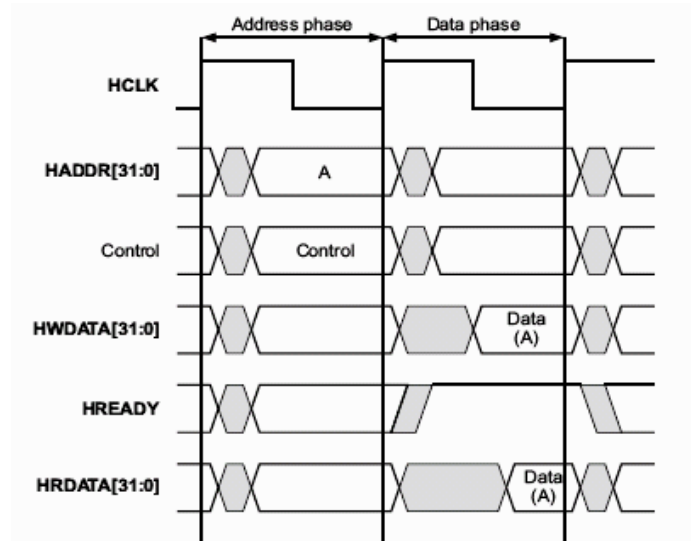 Address phase
Data phase
HCLK
HADDR[31:0]
A
Control
Control
HWDATA[31:0]
Data
(A)
HREADY
HRDATA[31:0]
Data
(A)